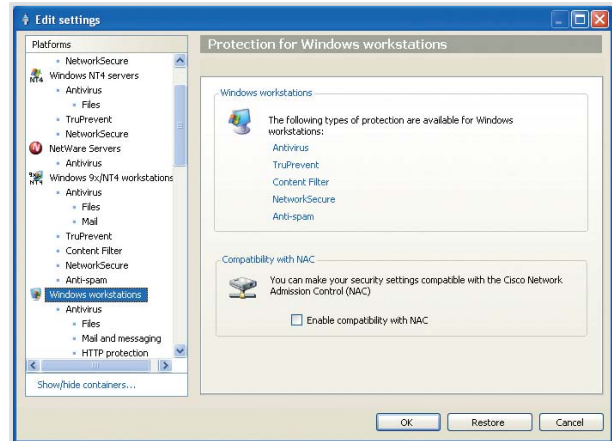 Edit settings
Platforms
NetworkSecure
NT4
Windows NT4 servers
Antivirus
Files
TruPrevent
NetworkSecure
NetWare Servers
Antivirus
9x
NT4
Windows 9x/NT4 workstations
Antivirus
Files
Mail
TruPrevent
Content Filter
NetworkSecure
Anti-spam
Windows workstations
Antivirus
Files
Mail and messaging
HTTP protection
Show/hide containers...
Protection for Windows workstations
Windows workstations
The following types of protection are available for Windows
workstations:
Antivirus
TruPrevent
Content Filter
NetworkSecure
Anti-spam
Compatibility with NAC
You can make your security settings compatible with the Cisco Network
Admission Control (NAC)
Enable compatibility with NAC
OK
Restore
Cancel